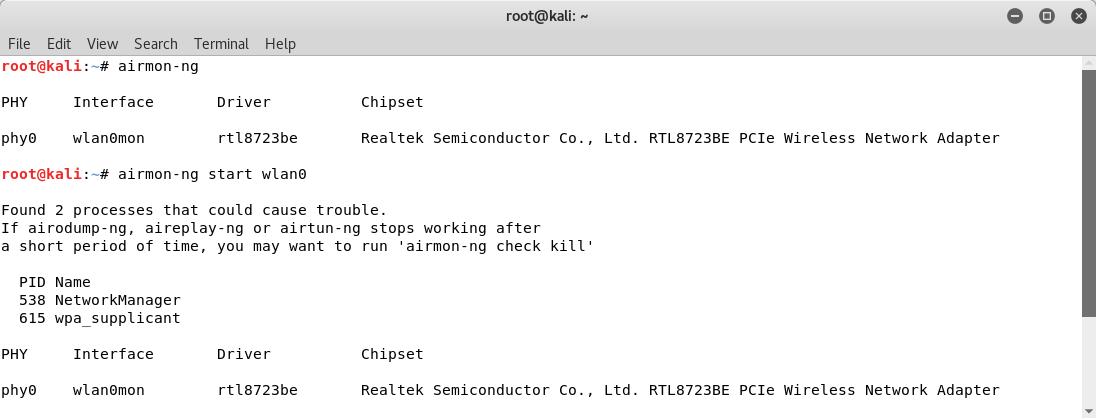 root@kali: ~
File Edit View Search Terminal Help
root@kali:~# airmon-ng
PHY Interface Driver Chipset
phy0 wlan0mon rtl8723be Realtek Semiconductor Co., Ltd. RTL8723BE PCIe Wireless Network Adapter
root@kali:~# airmon-ng start wlan0
Found 2 processes that could cause trouble.
If airodump-ng, aireplay-ng or airtun-ng stops working after
a short period of time, you may want to run 'airmon-ng check kill'
PID Name
538 NetworkManager
615 wpa_supplicant
PHY Interface Driver Chipset
phy0 wlan0mon rtl8723be Realtek Semiconductor Co., Ltd. RTL8723BE PCIe Wireless Network Adapter